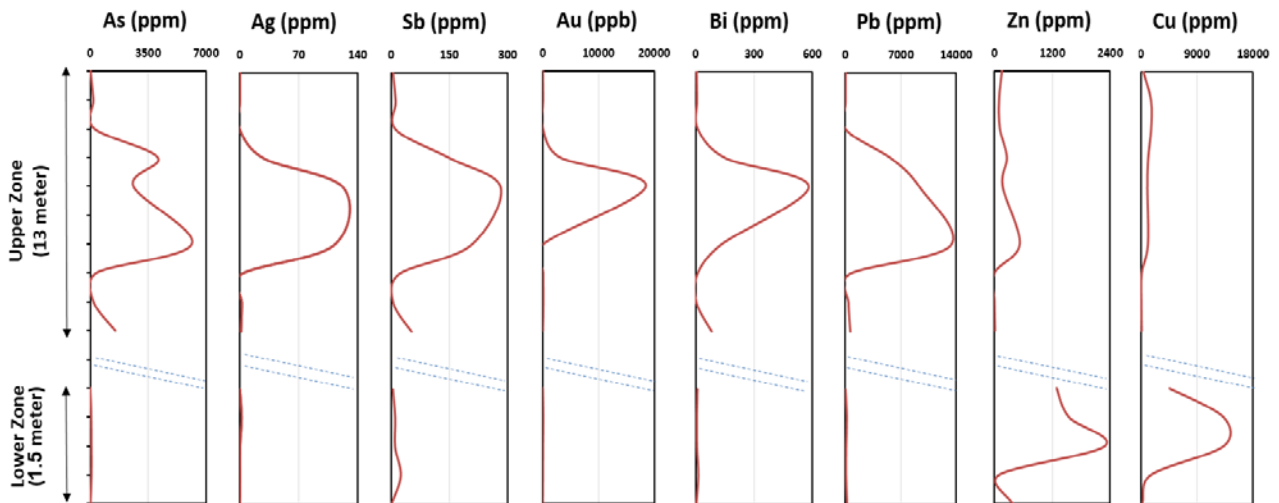 As (ppm) Ag (ppm) Sb (ppm) Au (ppb) Bi (ppm) Pb (ppm) Zn (ppm) Cu (ppm)
0 3500 7000 0 70 140 0 150 300 0 10000 20000 0 300 600 0 7000 14000 0 1200 2400 0 9000 18000
Upper Zone
(13 meter)
Lower Zone
(1.5 meter)